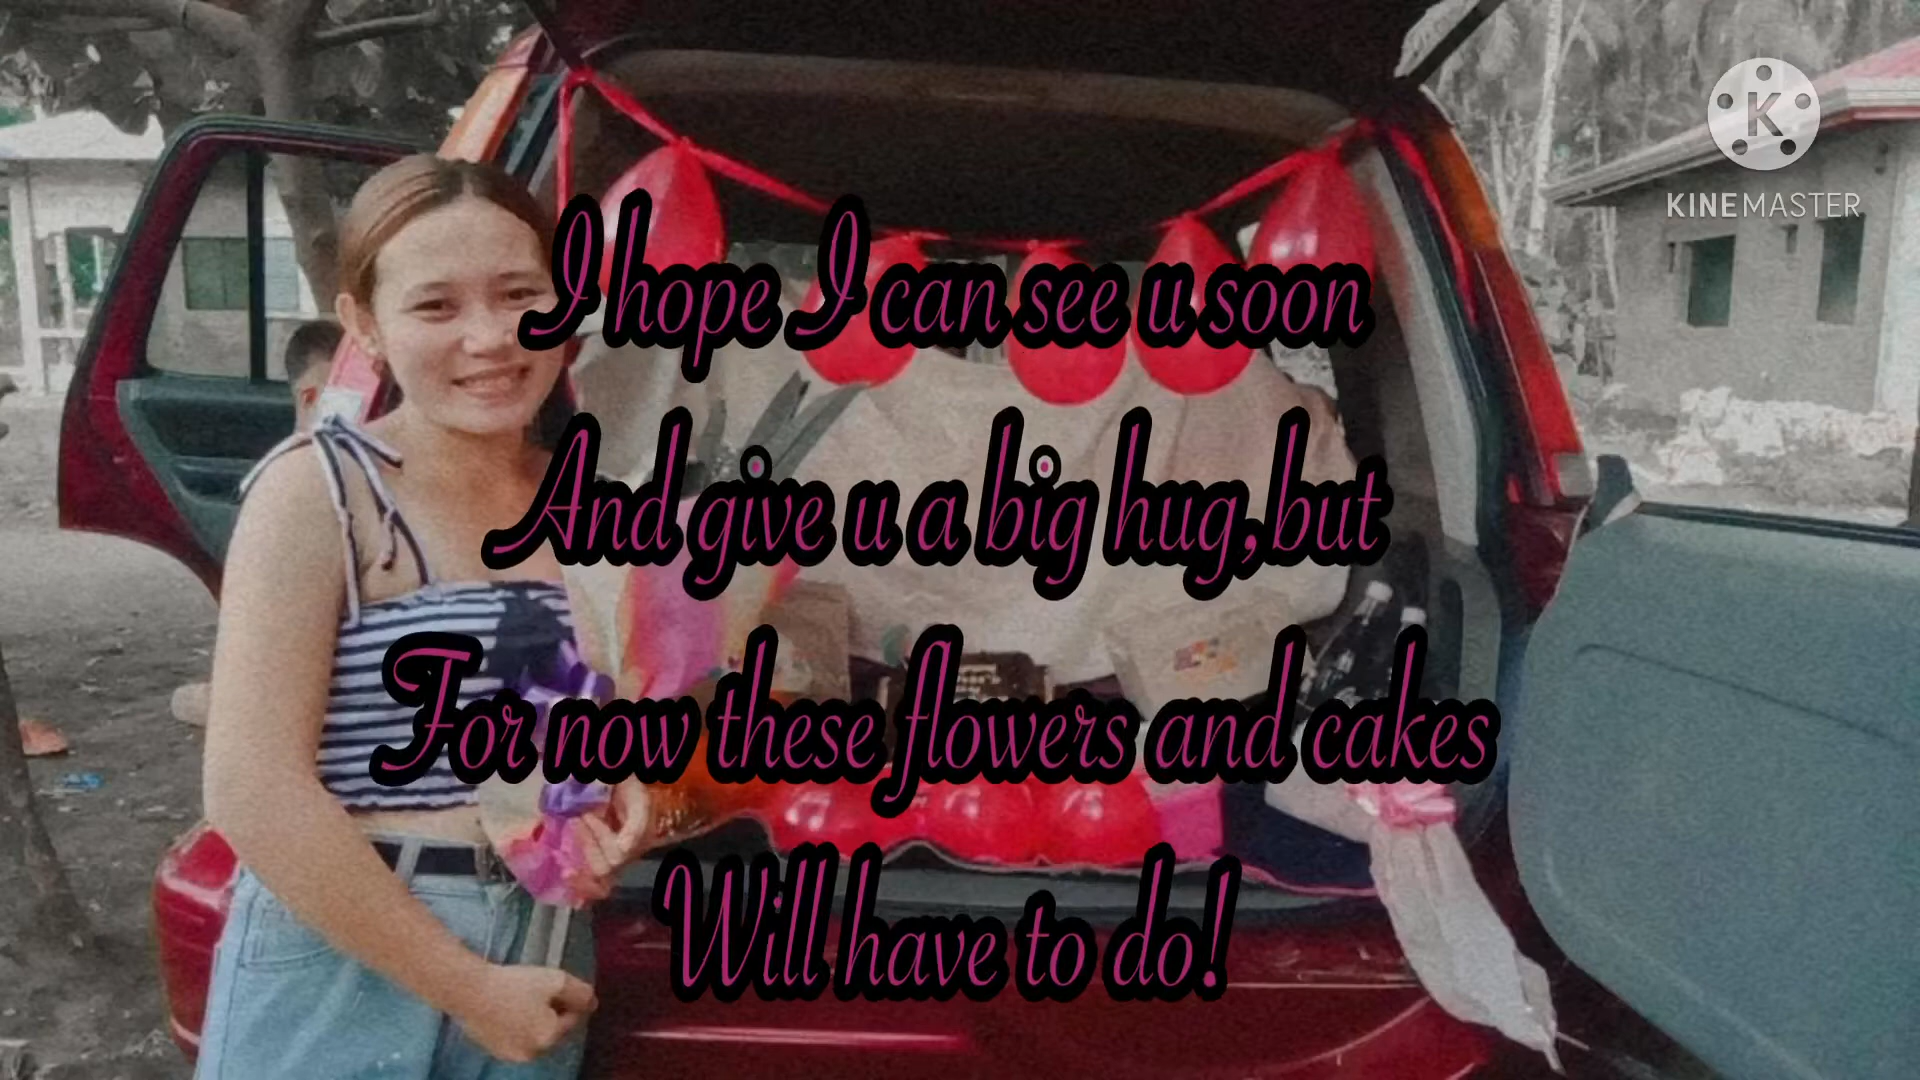 KINEMASTER
I hope I can see u soon
And give u a big hug,but
For now these flowers and cakes
Will have to do!